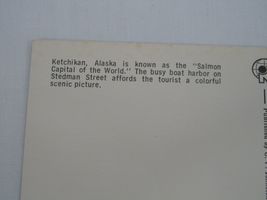 Ketchikan, Alaska is known as the "Salmon
Capital of the World." The busy boat harbor on
Stedman Street affords the tourist a colorful
scenic picture.